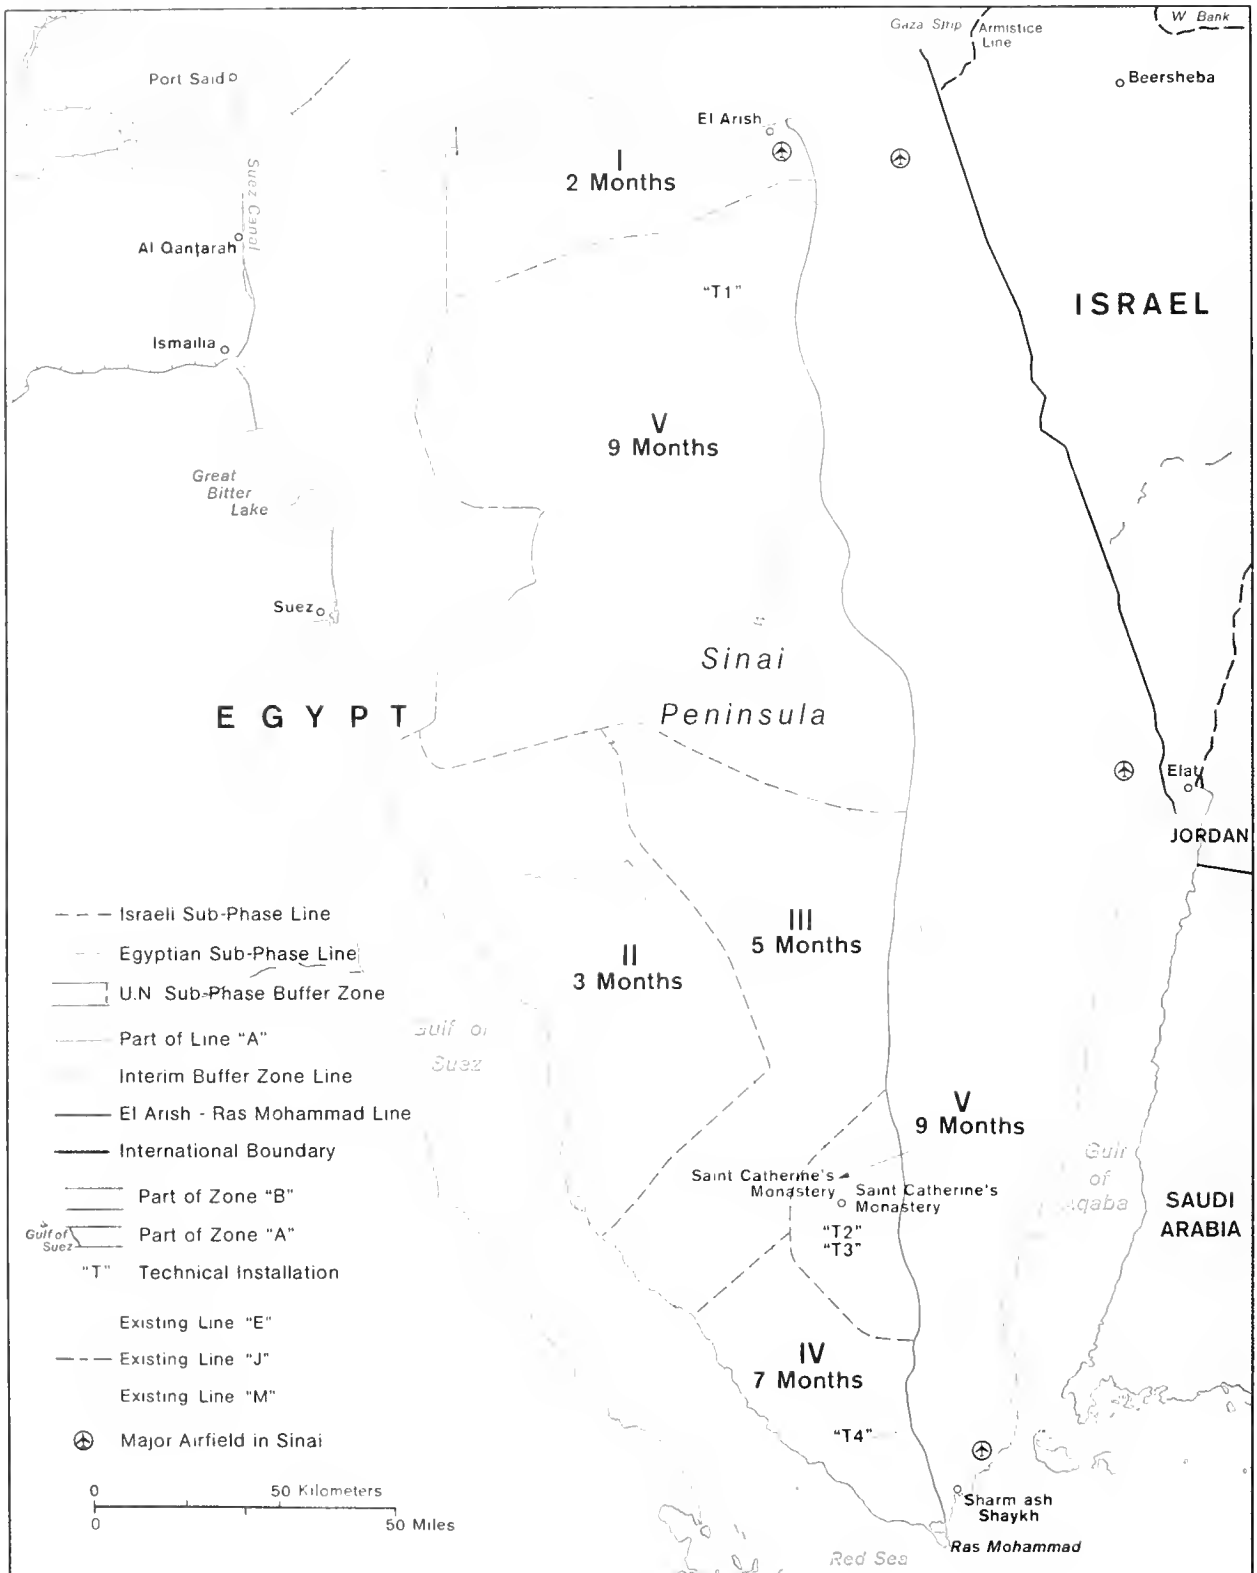 Gaza Strip
Armistice
Line
W Bank
Port Said
Beersheba
El Arish
Suez Canal
I
2 Months
Al Qanṭarah
"T1"
ISRAEL
Ismailia
V
9 Months
Great
Bitter
Lake
Suez
Sinai
Peninsula
EGYPT
Elat
JORDAN
Israeli Sub-Phase Line
Egyptian Sub-Phase Line
U.N Sub-Phase Buffer Zone
Part of Line "A"
Interim Buffer Zone Line
El Arish - Ras Mohammad Line
International Boundary
Part of Zone "B"
Gulf of
Suez
Part of Zone "A"
"T" Technical Installation
Existing Line "E"
Existing Line "J"
Existing Line "M"
Major Airfield in Sinai
0 50 Kilometers
0 50 Miles
III
5 Months
II
3 Months
Gulf of
Suez
V
9 Months
Gulf
of
Aqaba
Saint Catherine's
Monastery
Saint Catherine's
Monastery
"T2"
"T3"
SAUDI
ARABIA
IV
7 Months
"T4"
Sharm ash
Shaykh
Ras Mohammad
Red Sea